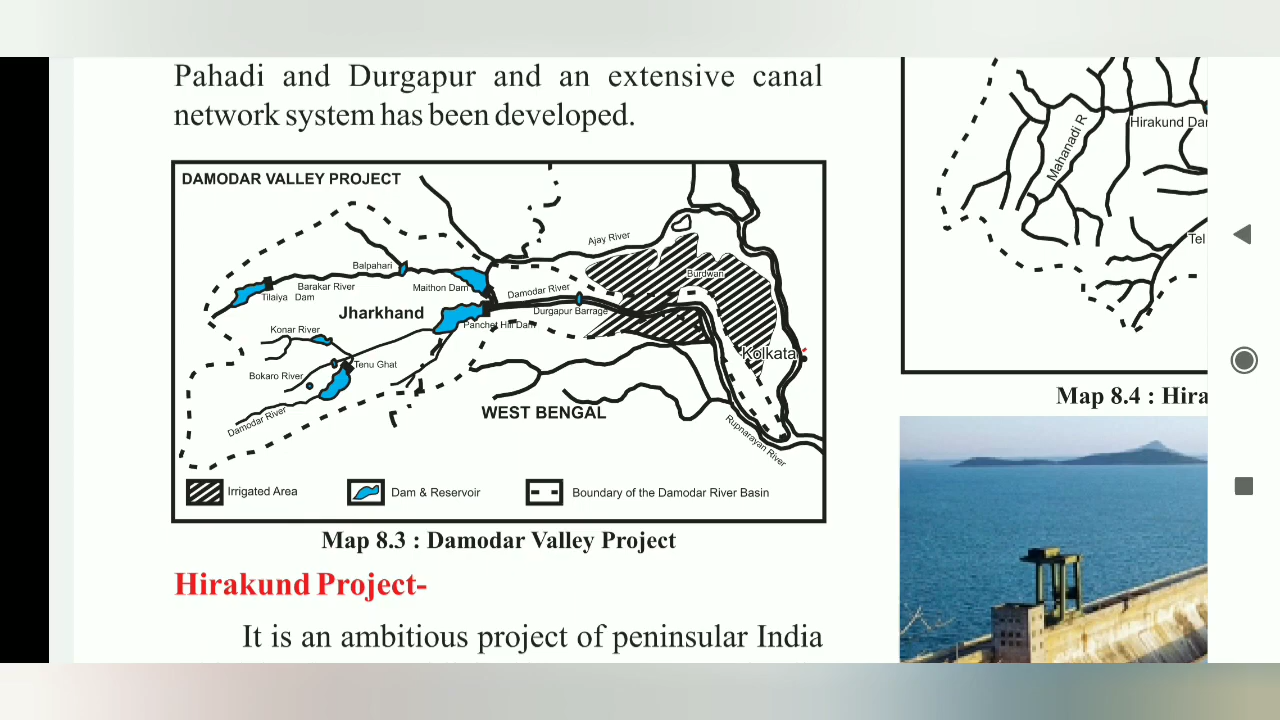 Pahadi and Durgapur and an extensive canal
network system has been developed.
DAMODAR VALLEY PROJECT
Ajay River
Balpahari
Burdwan
Barakar River
Maithon Dam
Damodar River
Tilaiya Dam
Jharkhand
Durgapur Barrage
Panchet Hill Dam
Konar River
Kolkata
Tenu Ghat
Bokaro River
WEST BENGAL
Damodar River
Rupnarayan River
Irrigated Area
Dam & Reservoir
Boundary of the Damodar River Basin
Map 8.3 : Damodar Valley Project
Hirakund Project-
It is an ambitious project of peninsular India
Hirakund Dar
Mahanadi R
Tel
Map 8.4 : Hira